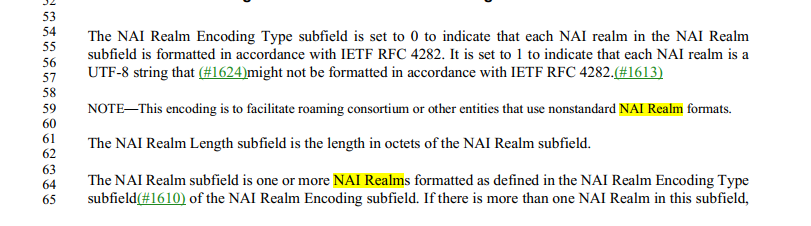 52
53
54 The NAI Realm Encoding Type subfield is set to 0 to indicate that each NAI realm in the NAI Realm
55 subfield is formatted in accordance with IETF RFC 4282. It is set to 1 to indicate that each NAI realm is a
56
57 UTF-8 string that (#1624)might not be formatted in accordance with IETF RFC 4282.(#1613)
58
59 NOTE—This encoding is to facilitate roaming consortium or other entities that use nonstandard NAI Realm formats.
60
61 The NAI Realm Length subfield is the length in octets of the NAI Realm subfield.
62
63
64 The NAI Realm subfield is one or more NAI Realms formatted as defined in the NAI Realm Encoding Type
65 subfield(#1610) of the NAI Realm Encoding subfield. If there is more than one NAI Realm in this subfield,